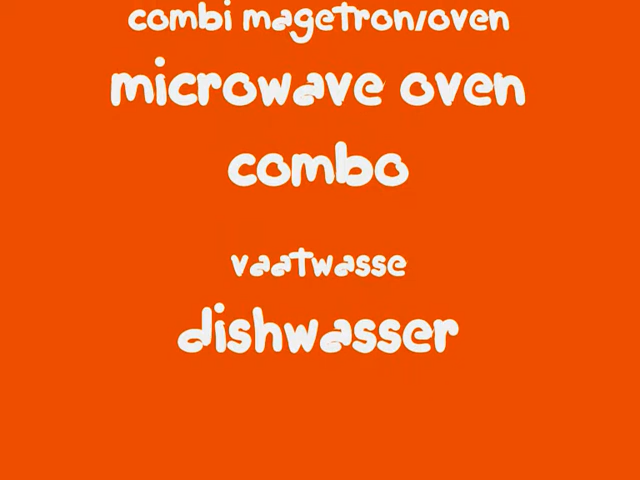 combi magetron/oven
microwave oven
combo
vaatwasse
dishwasser